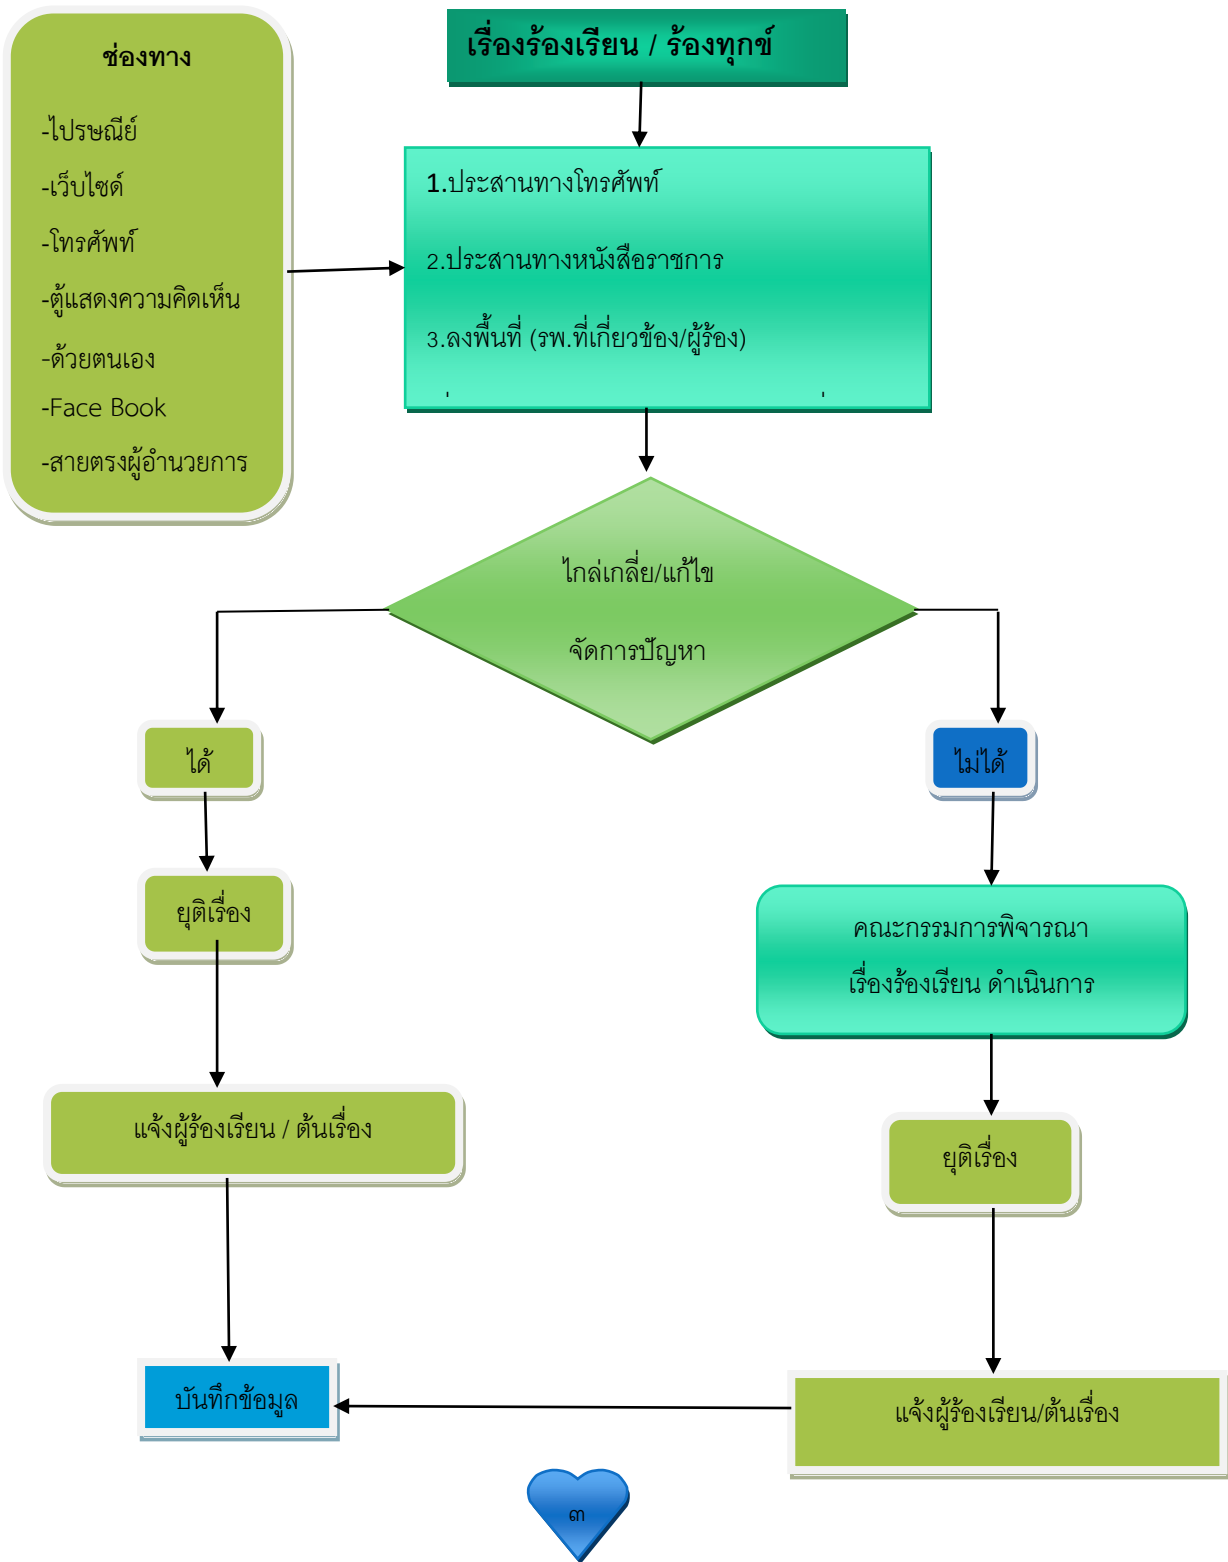 ช่องทาง
-ไปรษณีย์
-เว็บไซด์
-โทรศัพท์
-ตู้แสดงความคิดเห็น
-ด้วยตนเอง
-Face Book
-สายตรงผู้อำนวยการ
เรื่องร้องเรียน / ร้องทุกข์
1.ประสานทางโทรศัพท์
2.ประสานทางหนังสือราชการ
3.ลงพื้นที่ (รพ.ที่เกี่ยวข้อง/ผู้ร้อง)
ไกล่เกลี่ย/แก้ไข
จัดการปัญหา
ได้
ไม่ได้
ยุติเรื่อง
คณะกรรมการพิจารณา
เรื่องร้องเรียน ดำเนินการ
แจ้งผู้ร้องเรียน / ต้นเรื่อง
ยุติเรื่อง
บันทึกข้อมูล
แจ้งผู้ร้องเรียน/ต้นเรื่อง
๓